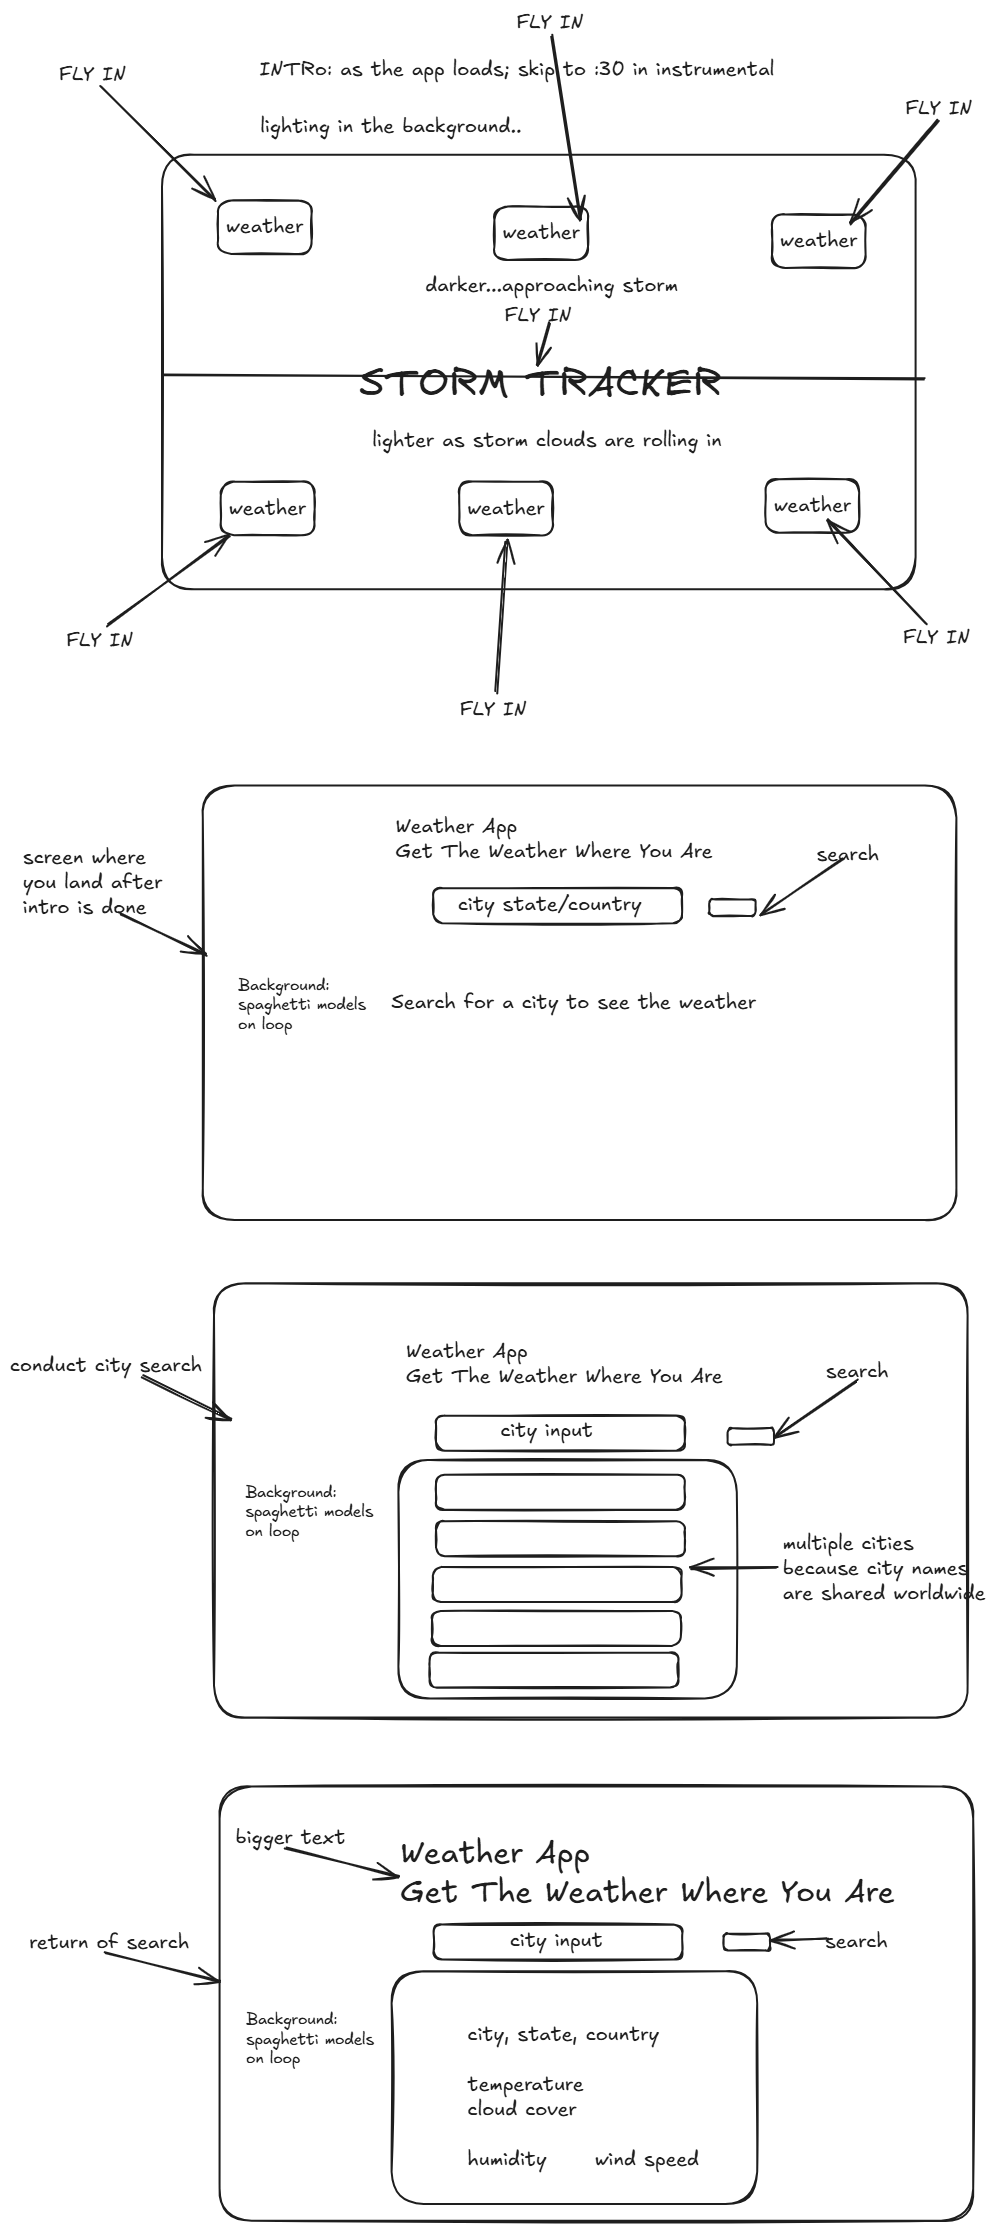 FLY IN
INTRo: as the app loads; skip to :30 in instrumental
FLY IN
FLY IN
lighting in the background..
weather
weather
weather
darker...approaching storm
FLY IN
STORM TRACKER
lighter as storm clouds are rolling in
weather
weather
weather
FLY IN
FLY IN
FLY IN
Weather App
Get The Weather Where You Are
screen where
you land after
intro is done
search
city state/country
Background:
spaghetti models
on loop
Search for a city to see the weather
Weather App
Get The Weather Where You Are
conduct city search
search
city input
Background:
spaghetti models
on loop
multiple cities
because city names
are shared worldwide
bigger text
Weather App
Get The Weather Where You Are
return of search
city input
search
Background:
spaghetti models
on loop
city, state, country
temperature
cloud cover
humidity wind speed